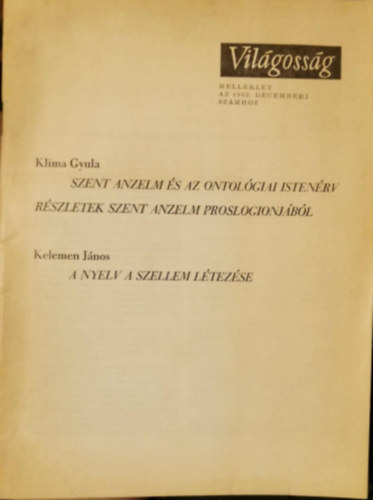 Világosság
MELLÉKLET
AZ 1983. DECEMBERI
SZÁMHOZ
Klima Gyula
SZENT ANZELM ÉS AZ ONTOLÓGIAI ISTENÉRV
RÉSZLETEK SZENT ANZELM PROSLOGIONJÁBÓL
Kelemen János
A NYELV A SZELLEM LÉTEZÉSE